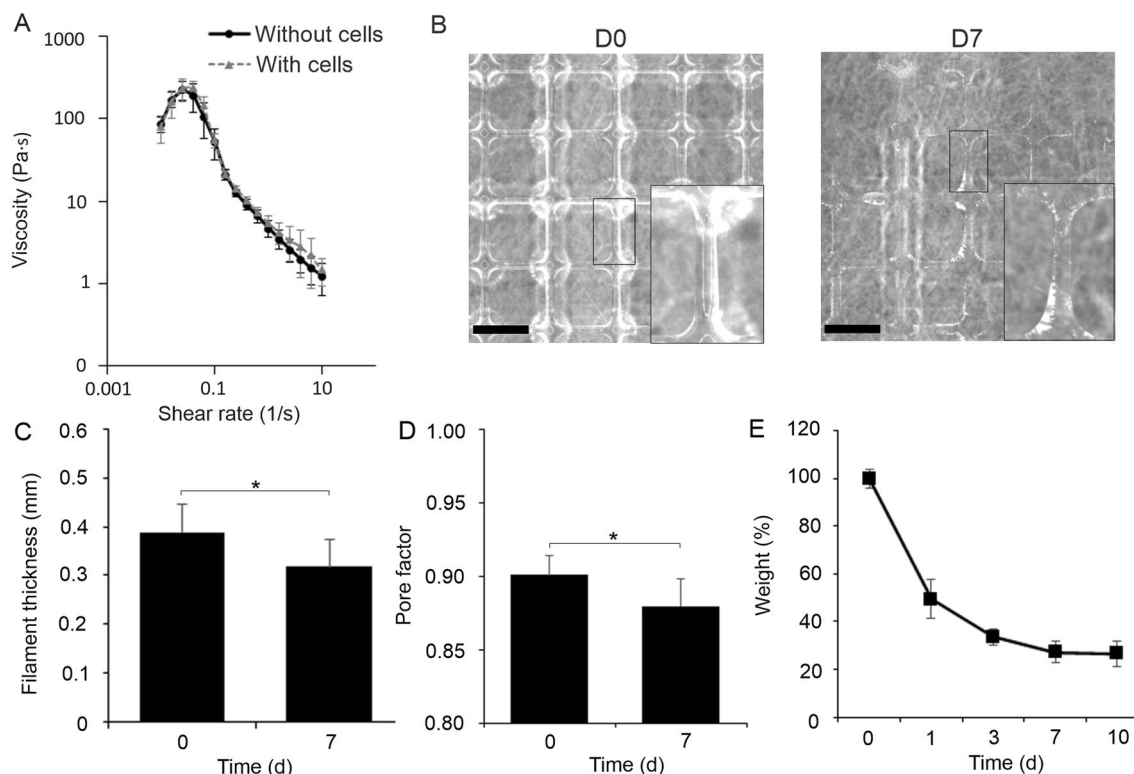 A
1000
100
10
1
0
Viscosity (Pa·s)
0.001
0.1
10
Shear rate (1/s)
Without cells
With cells
B
D0
D7
C
0.6
0.5
0.4
0.3
0.2
0.1
0
Filament thickness (mm)
*
0
7
Time (d)
D
1.00
0.95
0.90
0.85
0.80
Pore factor
*
0
7
Time (d)
E
120
100
80
60
40
20
0
Weight (%)
0
1
3
7
10
Time (d)